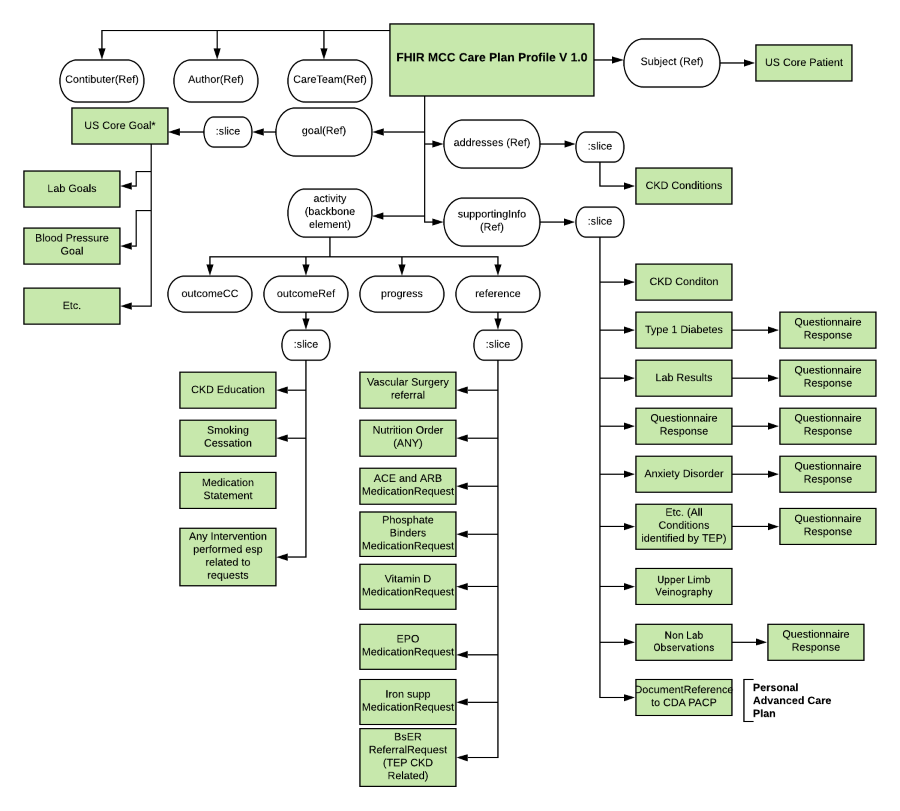 FHIR MCC Care Plan Profile V 1.0
Contibuter(Ref)
Author(Ref)
CareTeam(Ref)
Subject (Ref)
US Core Patient
US Core Goal*
:slice
goal(Ref)
addresses (Ref)
:slice
CKD Conditions
Lab Goals
Blood Pressure
Goal
Etc.
activity
(backbone
element)
supportingInfo
(Ref)
:slice
outcomeCC
outcomeRef
progress
reference
:slice
:slice
CKD Education
Smoking
Cessation
Medication
Statement
Any Intervention
performed esp
related to
requests
Vascular Surgery
referral
Nutrition Order
(ANY)
ACE and ARB
MedicationRequest
Phosphate
Binders
MedicationRequest
Vitamin D
MedicationRequest
EPO
MedicationRequest
Iron supp
MedicationRequest
BsER
ReferralRequest
(TEP CKD
Related)
CKD Conditon
Type 1 Diabetes
Questionnaire
Response
Lab Results
Questionnaire
Response
Questionnaire
Response
Questionnaire
Response
Anxiety Disorder
Questionnaire
Response
Etc. (All
Conditions
identified by TEP)
Questionnaire
Response
Upper Limb
Veinography
Non Lab
Observations
Questionnaire
Response
DocumentReference
to CDA PACP
Personal
Advanced Care
Plan